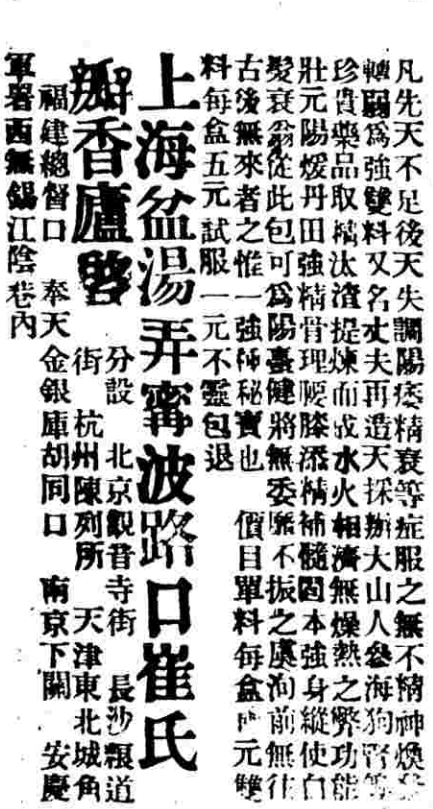 凡先天不足後天失調陽痿精衰等症服之無不精神煥發
轉弱爲強雙料又名丈夫再造天採辦大山人參海狗腎等
珍貴藥品取精汰渣提煉而成水火相濟無燥熱之弊功能
壯元陽煖丹田強精骨理腰膝添精補髓固本強身縱使白
髮衰翁從此包可爲陽臺健將無委靡不振之虞洵前無往
古後無來者之惟一強種秘寶也 價目單料每盒 元雙
料每盒五元試服一元不靈包退
上海盆湯弄甯波路口崔氏
瓣香廬啓
分設 北京觀音寺街 長沙糧道
街 杭州陳列所 天津東北城角
福建總督口 奉天金銀庫胡同口 南京下關 安慶
軍署西無錫江陰巷內